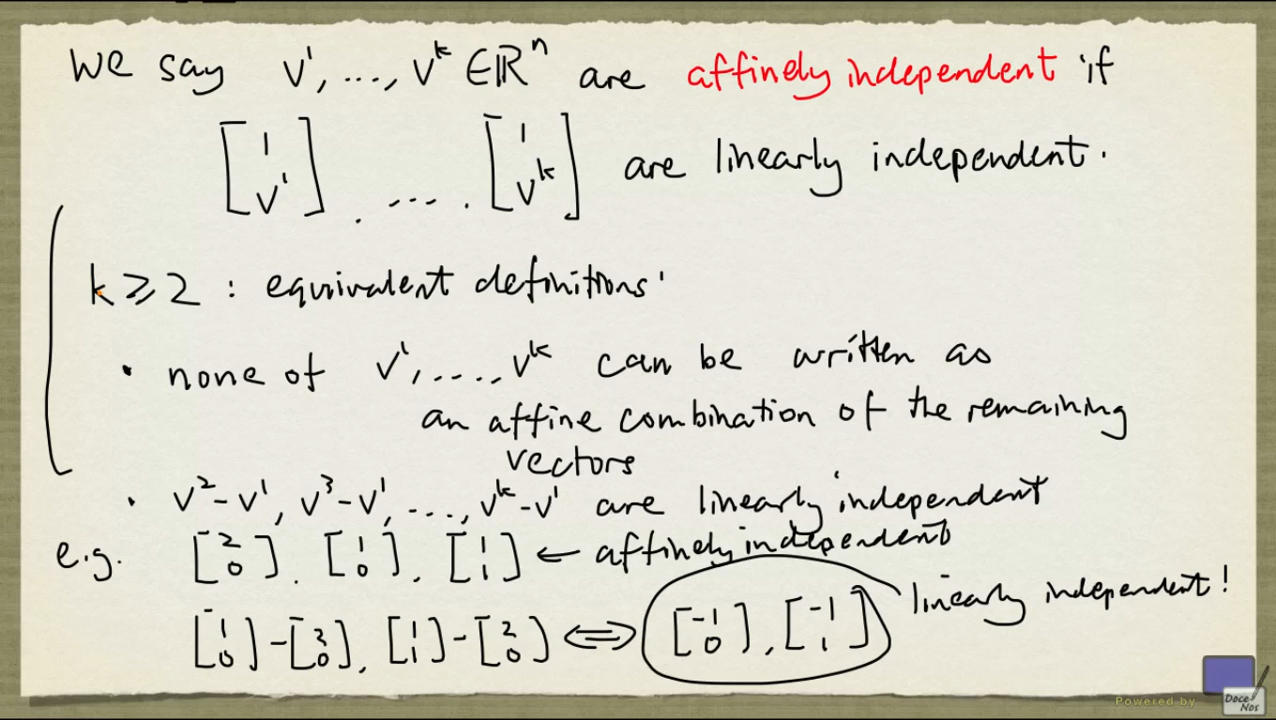 We say v¹, ..., vᵏ ∈ ℝⁿ are affinely independent if
[1 v¹], ...., [1 vᵏ] are linearly independent.
k ≥ 2 : equivalent definitions.
• none of v¹, ...., vᵏ can be written as
an affine combination of the remaining
vectors
• v²-v¹, v³-v¹, ..., vᵏ-v¹ are linearly independent
e.g. [2 0], [1 0], [1 1] ← affinely independent
linearly independent!
[1 0] - [2 0], [1 1] - [2 0] ⇔ [-1 0], [-1 1]
Powered by
Doce Nos